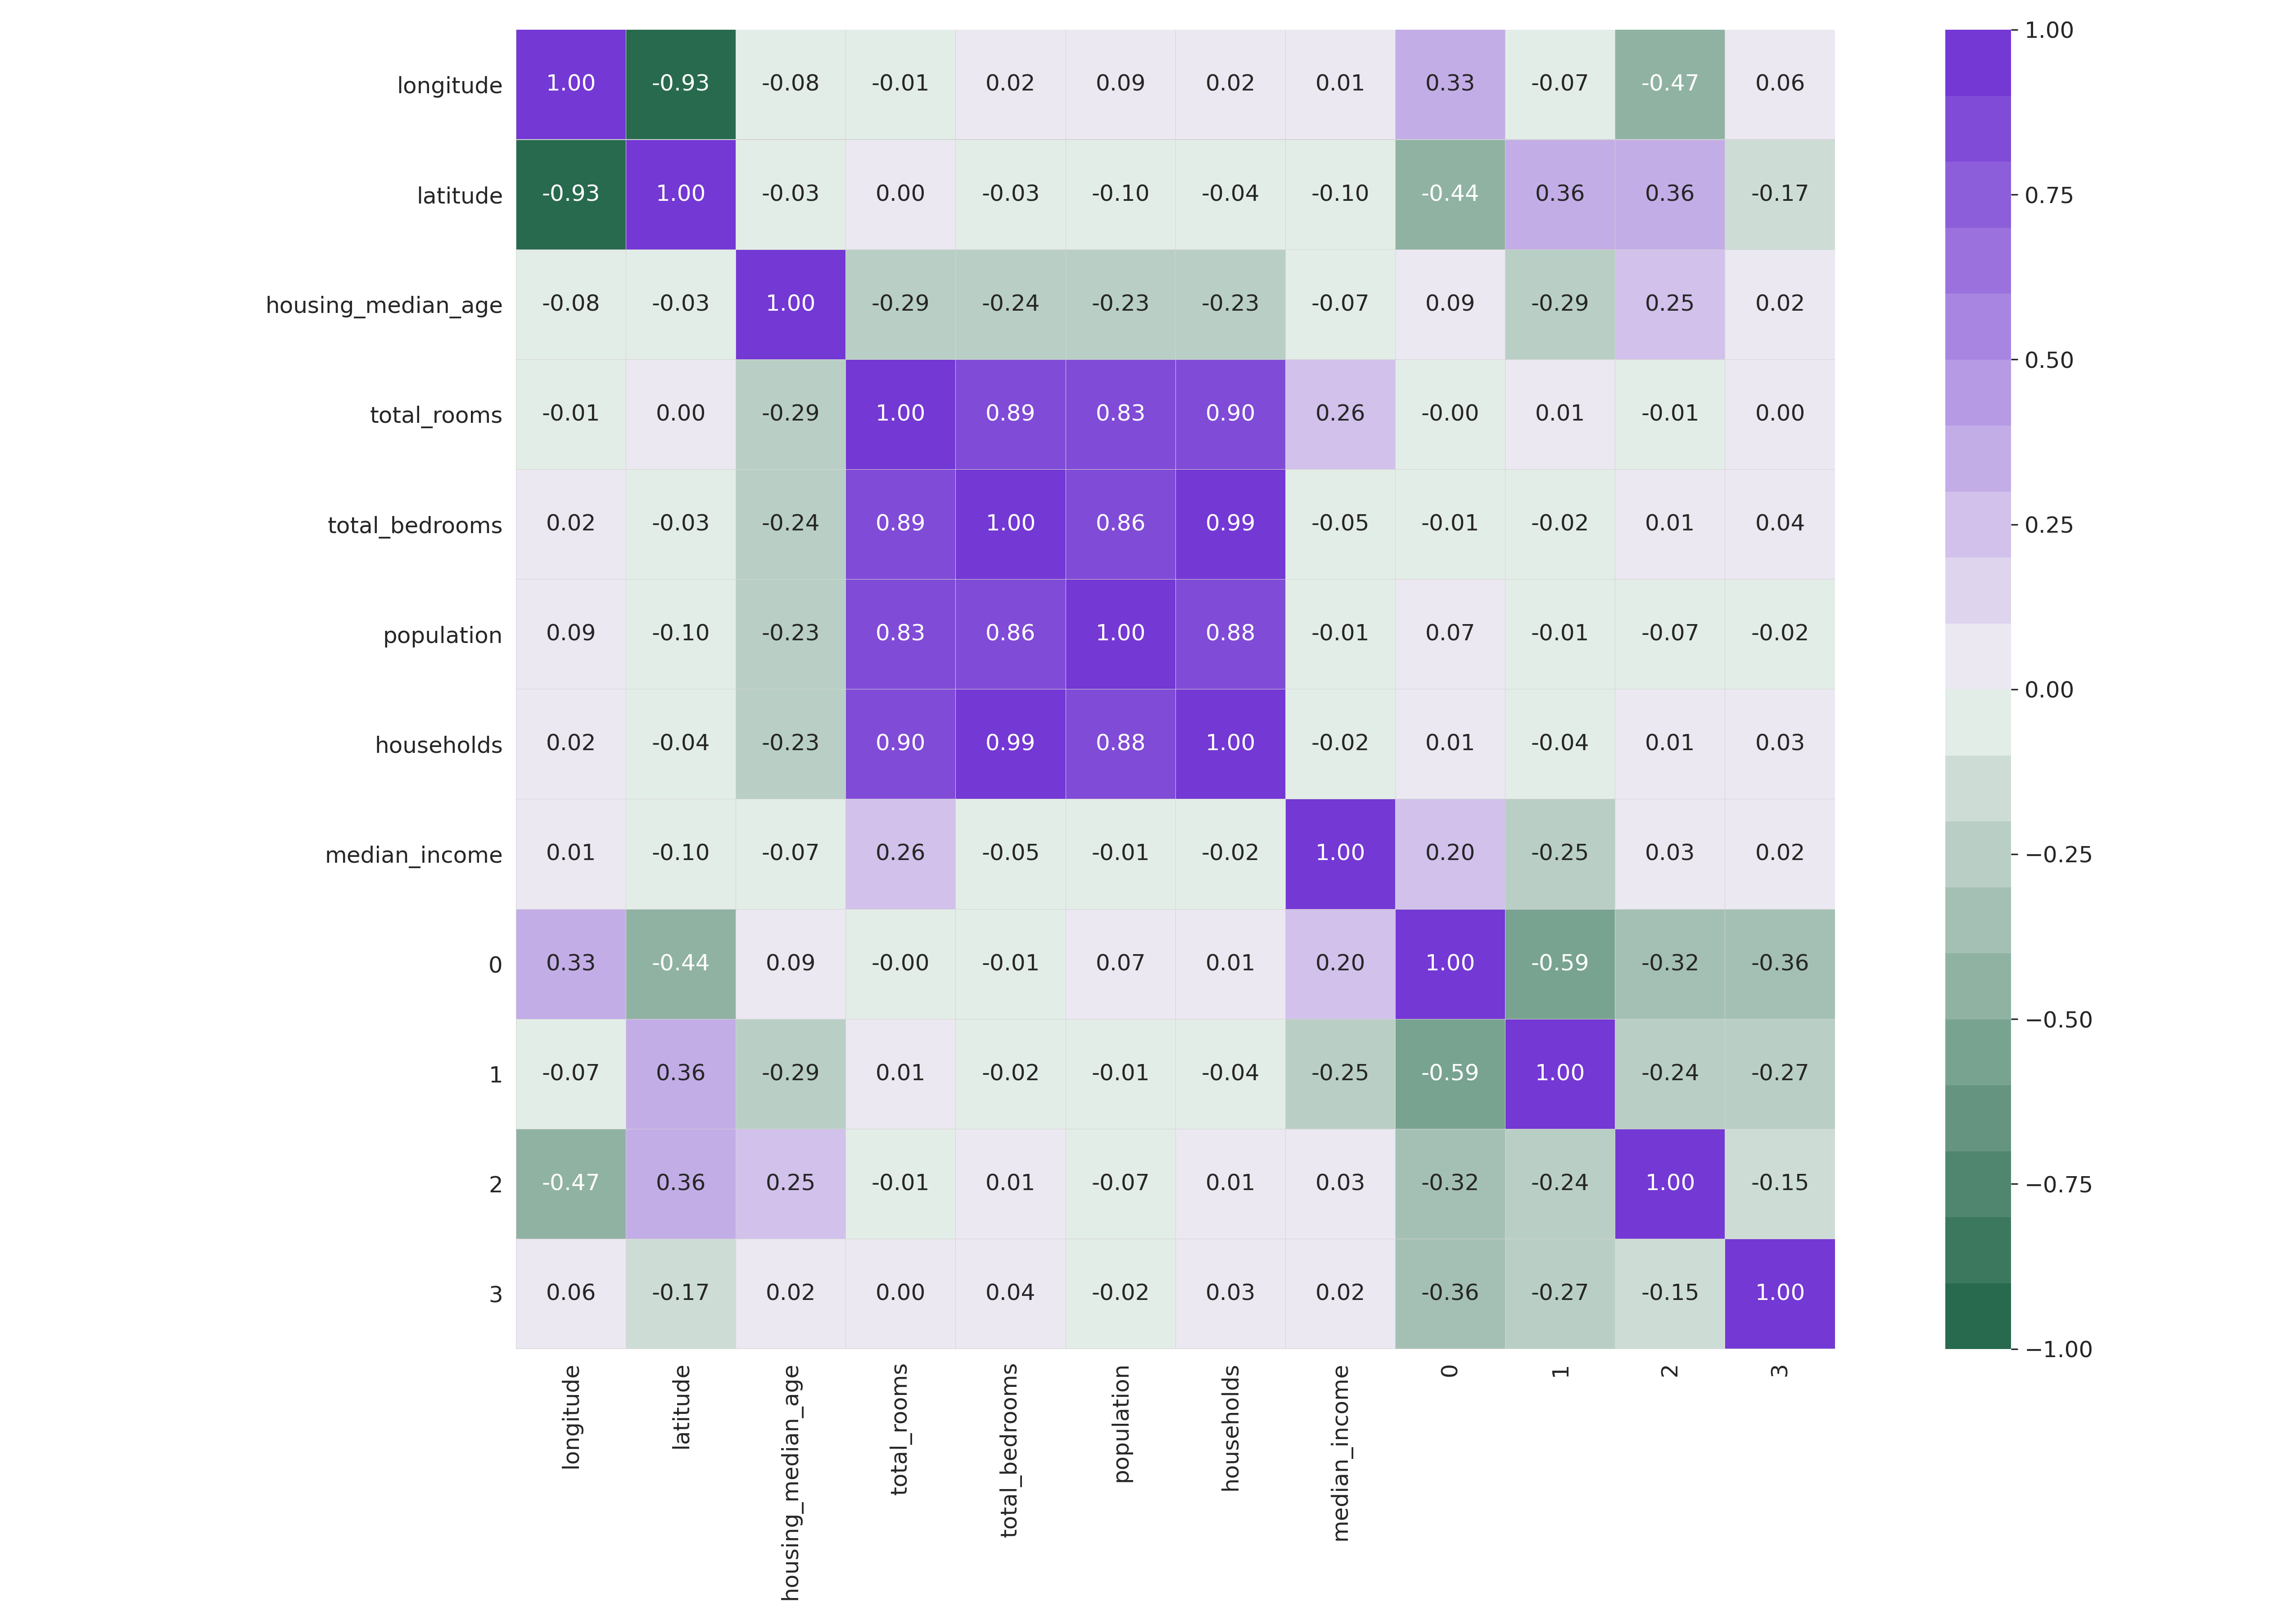 longitude 1.00 -0.93 -0.08 -0.01 0.02 0.09 0.02 0.01 0.33 -0.07 -0.47 0.06
latitude -0.93 1.00 -0.03 0.00 -0.03 -0.10 -0.04 -0.10 -0.44 0.36 0.36 -0.17
housing_median_age -0.08 -0.03 1.00 -0.29 -0.24 -0.23 -0.23 -0.07 0.09 -0.29 0.25 0.02
total_rooms -0.01 0.00 -0.29 1.00 0.89 0.83 0.90 0.26 -0.00 0.01 -0.01 0.00
total_bedrooms 0.02 -0.03 -0.24 0.89 1.00 0.86 0.99 -0.05 -0.01 -0.02 0.01 0.04
population 0.09 -0.10 -0.23 0.83 0.86 1.00 0.88 -0.01 0.07 -0.01 -0.07 -0.02
households 0.02 -0.04 -0.23 0.90 0.99 0.88 1.00 -0.02 0.01 -0.04 0.01 0.03
median_income 0.01 -0.10 -0.07 0.26 -0.05 -0.01 -0.02 1.00 0.20 -0.25 0.03 0.02
0 0.33 -0.44 0.09 -0.00 -0.01 0.07 0.01 0.20 1.00 -0.59 -0.32 -0.36
1 -0.07 0.36 -0.29 0.01 -0.02 -0.01 -0.04 -0.25 -0.59 1.00 -0.24 -0.27
2 -0.47 0.36 0.25 -0.01 0.01 -0.07 0.01 0.03 -0.32 -0.24 1.00 -0.15
3 0.06 -0.17 0.02 0.00 0.04 -0.02 0.03 0.02 -0.36 -0.27 -0.15 1.00
longitude
latitude
housing_median_age
total_rooms
total_bedrooms
population
households
median_income
0
1
2
3
1.00
0.75
0.50
0.25
0.00
−0.25
−0.50
−0.75
−1.00